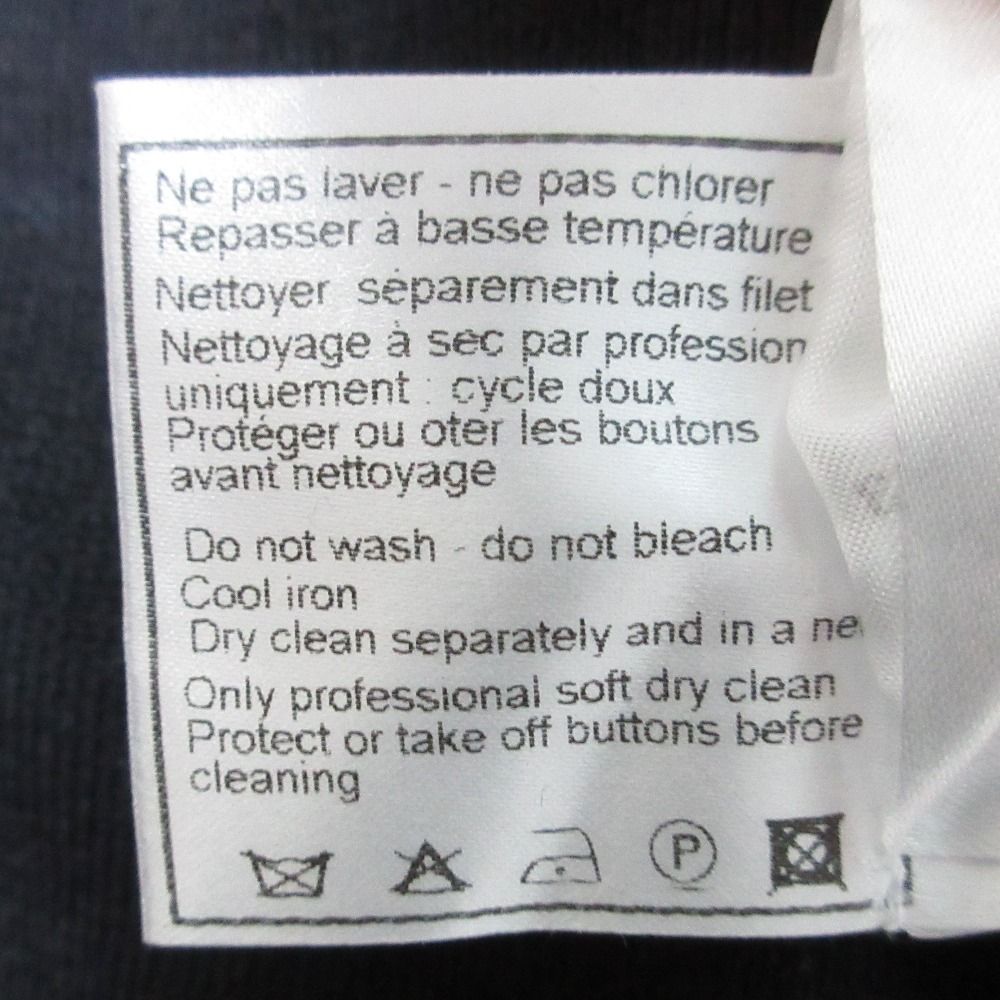 Ne pas laver - ne pas chlorer
Repasser à basse température
Nettoyer séparement dans filet
Nettoyage à sec par profession
uniquement : cycle doux
Protéger ou oter les boutons
avant nettoyage
Do not wash - do not bleach
Cool iron
Dry clean separately and in a ne
Only professional soft dry clean
Protect or take off buttons before
cleaning
P